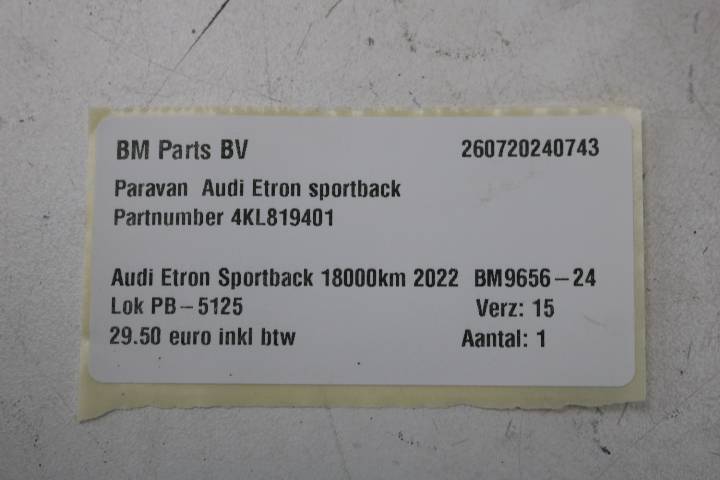 BM Parts BV 260720240743
Paravan Audi Etron sportback
Partnumber 4KL819401
Audi Etron Sportback 18000km 2022 BM9656-24
Lok PB-5125 Verz: 15
29.50 euro inkl btw Aantal: 1